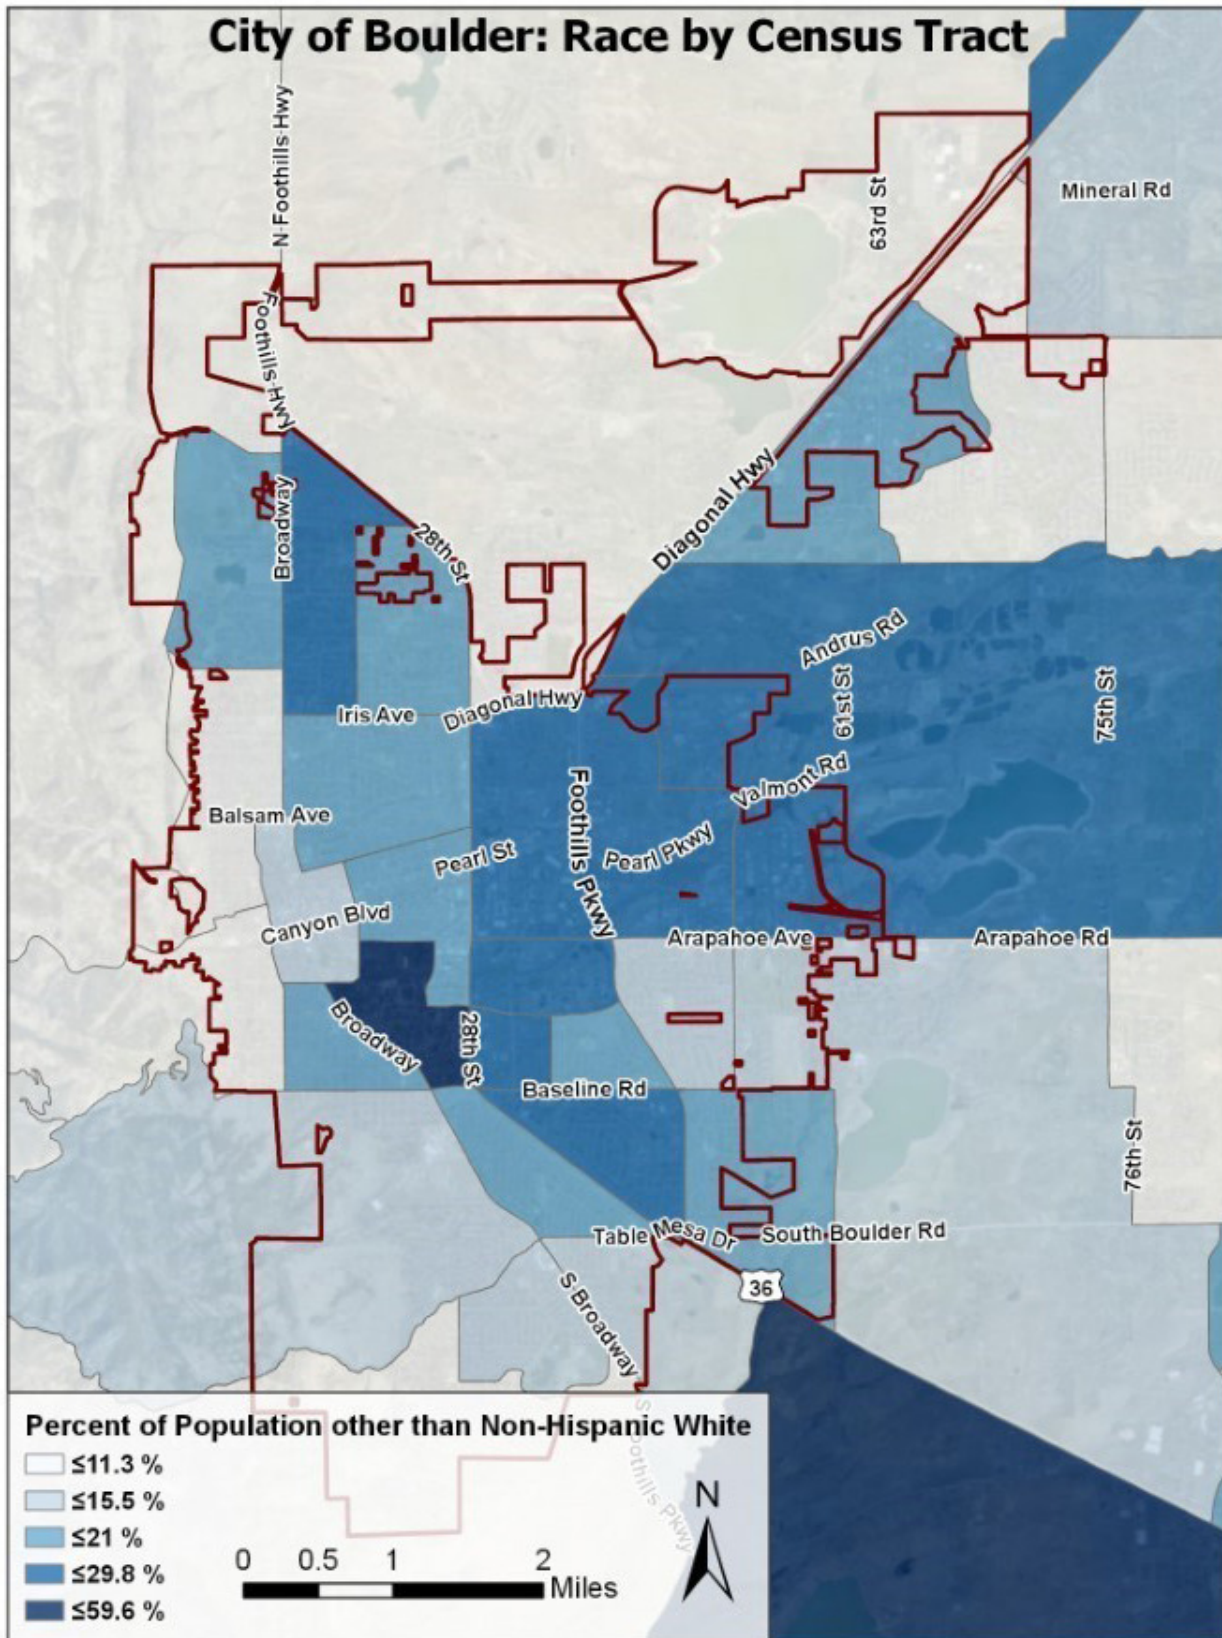 City of Boulder: Race by Census Tract
N Foothills Hwy
63rd St
Mineral Rd
Foothills Hwy
Broadway
28th St
Diagonal Hwy
Andrus Rd
61st St
75th St
Iris Ave
Diagonal Hwy
Foothills Pkwy
Valmont Rd
Balsam Ave
Pearl St
Pearl Pkwy
Canyon Blvd
Arapahoe Ave
Arapahoe Rd
Broadway
28th St
Baseline Rd
76th St
Table Mesa Dr
South Boulder Rd
36
S Broadway
S Foothills Pkwy
Percent of Population other than Non-Hispanic White
≤11.3 %
≤15.5 %
≤21 %
≤29.8 %
≤59.6 %
0 0.5 1 2
Miles
N